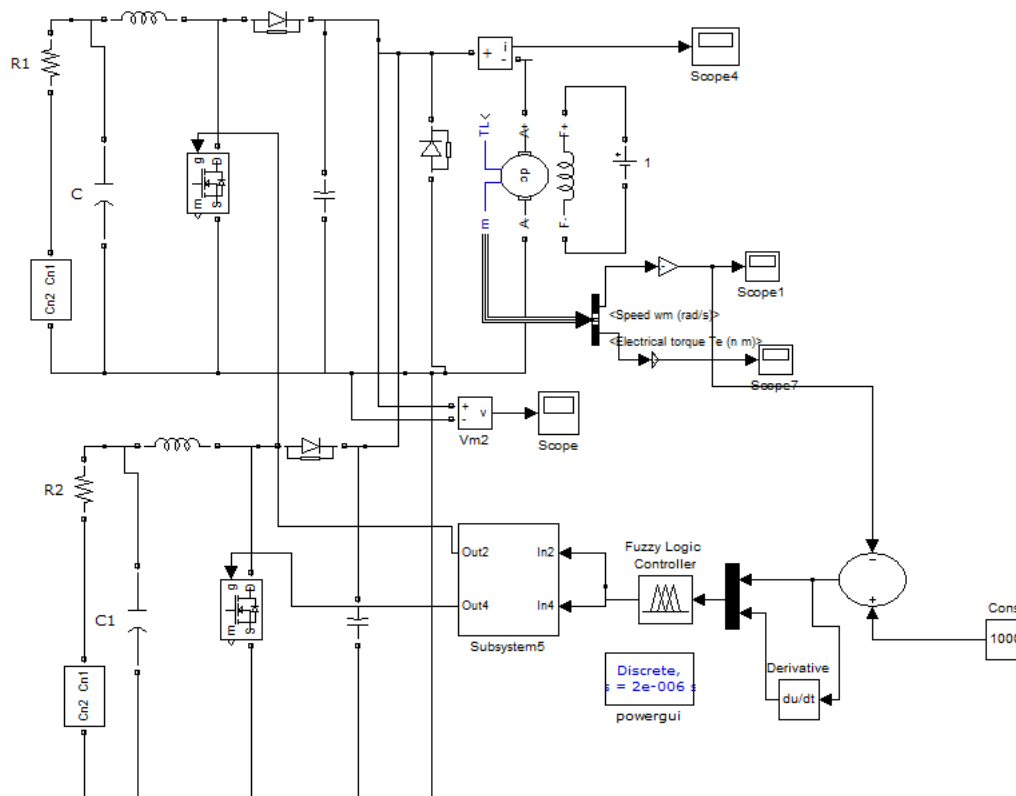 i
+
-
Scope4
R1
TL
A+
F+
g
D
dc
1
C
m
S
m
A-
F-
Cn2 Cn1
Scope1
<Speed wm (rad/s)>
<Electrical torque Te (n m)>
Scope7
+
-
v
Vm2
Scope
R2
Out2
In2
Fuzzy Logic
Controller
-
g
D
Out4
In4
+
C1
m
S
Subsystem5
Cons
1000
Discrete,
s = 2e-006 s
powergui
Derivative
du/dt
Cn2 Cn1